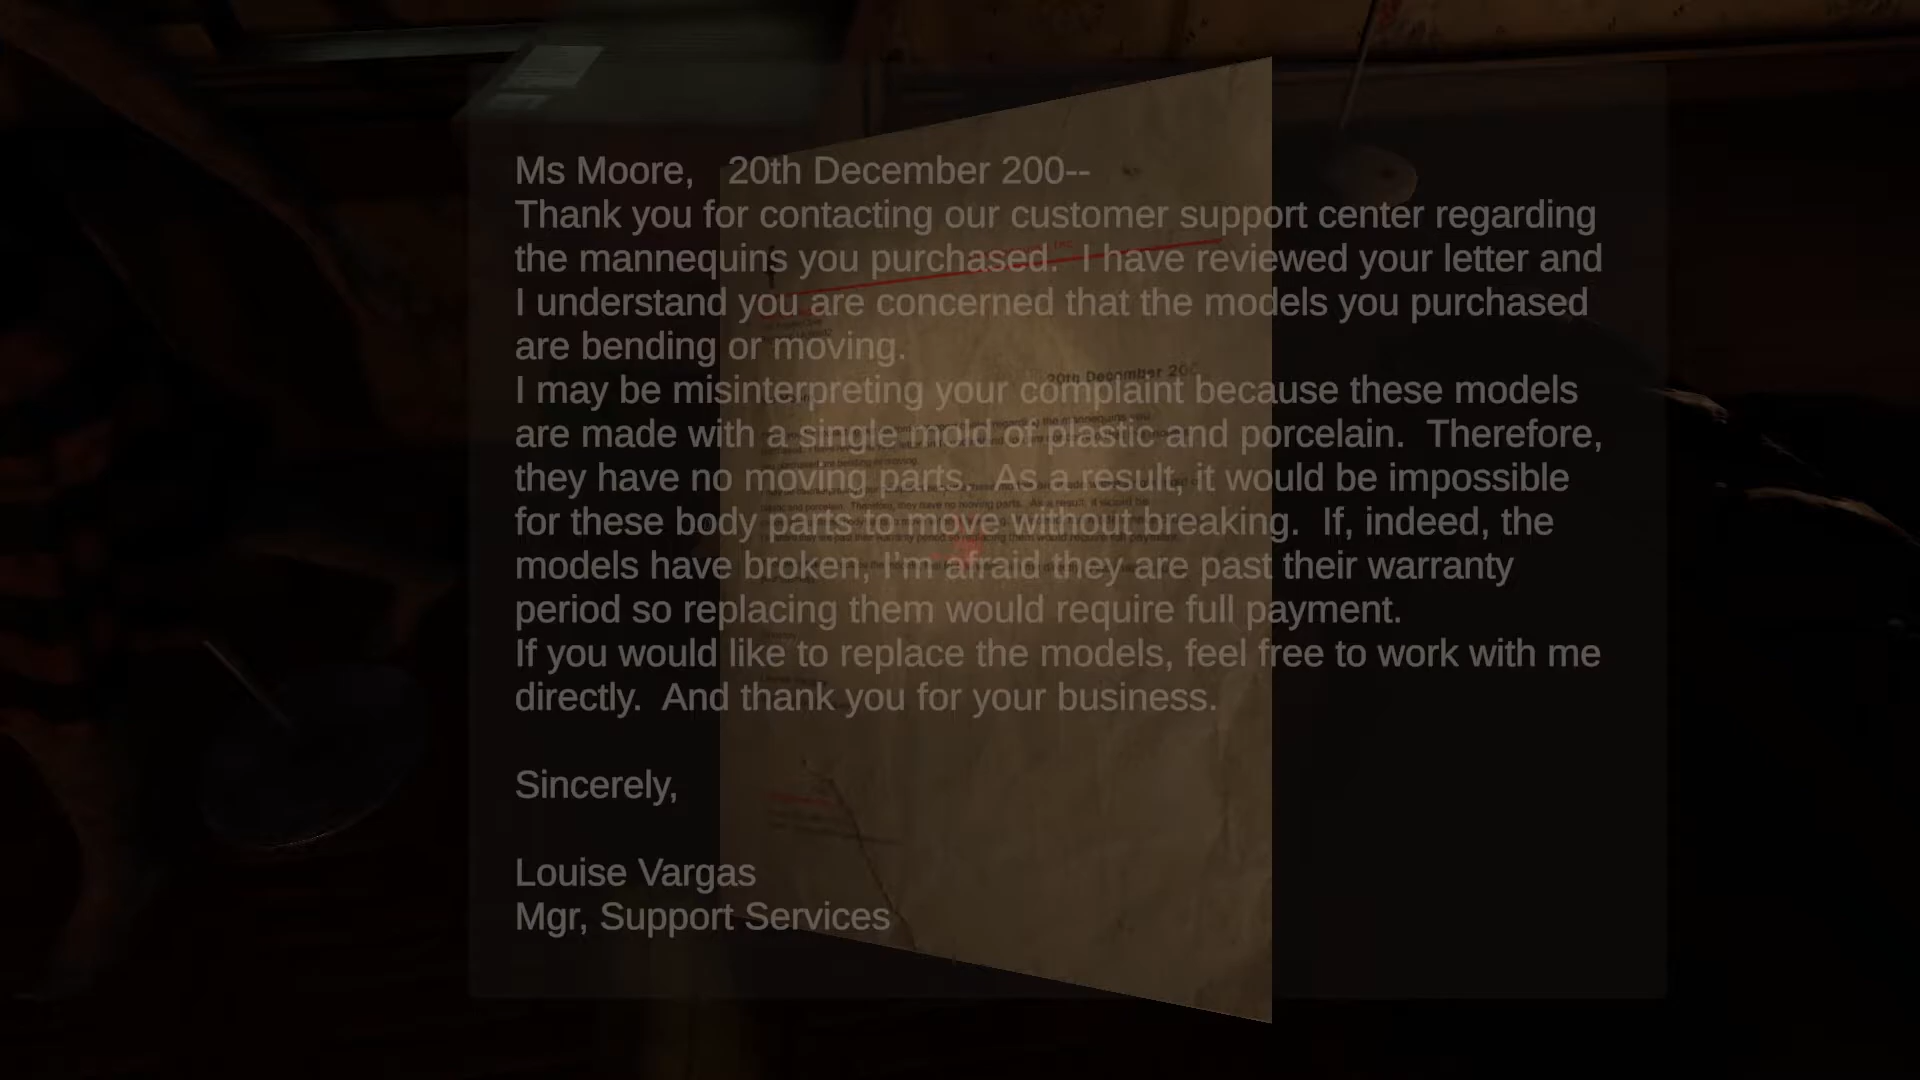 Ms Moore,   20th December 200--
Thank you for contacting our customer support center regarding
the mannequins you purchased.  I have reviewed your letter and
I understand you are concerned that the models you purchased
are bending or moving.
I may be misinterpreting your complaint because these models
are made with a single mold of plastic and porcelain.  Therefore,
they have no moving parts.  As a result, it would be impossible
for these body parts to move without breaking.  If, indeed, the
models have broken, I'm afraid they are past their warranty
period so replacing them would require full payment.
If you would like to replace the models, feel free to work with me
directly.  And thank you for your business.
Sincerely,
Louise Vargas
Mgr, Support Services
20th December 200